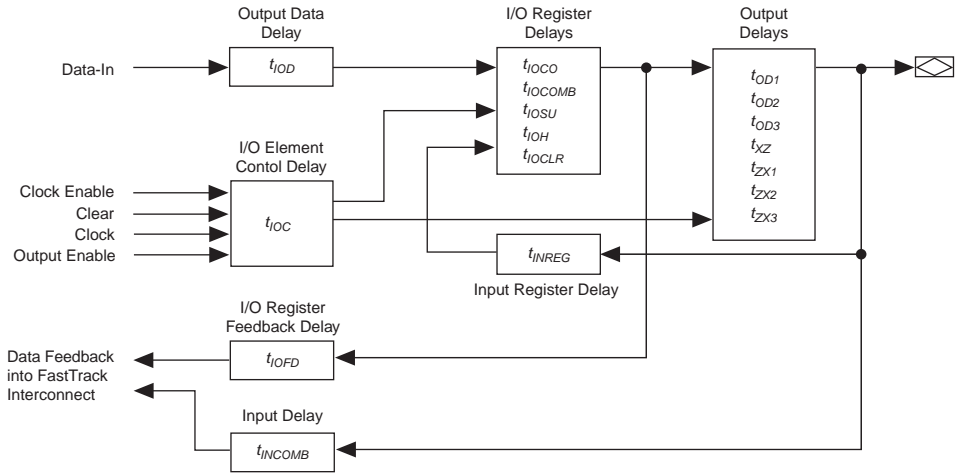 Output Data
Delay
I/O Register
Delays
Output
Delays
Data-In
tIOD
tIOCO
tIOCOMB
tIOSU
tIOH
tIOCLR
tOD1
tOD2
tOD3
tXZ
tZX1
tZX2
tZX3
I/O Element
Contol Delay
Clock Enable
Clear
Clock
Output Enable
tIOC
tINREG
Input Register Delay
I/O Register
Feedback Delay
tIOFD
Data Feedback
into FastTrack
Interconnect
Input Delay
tINCOMB